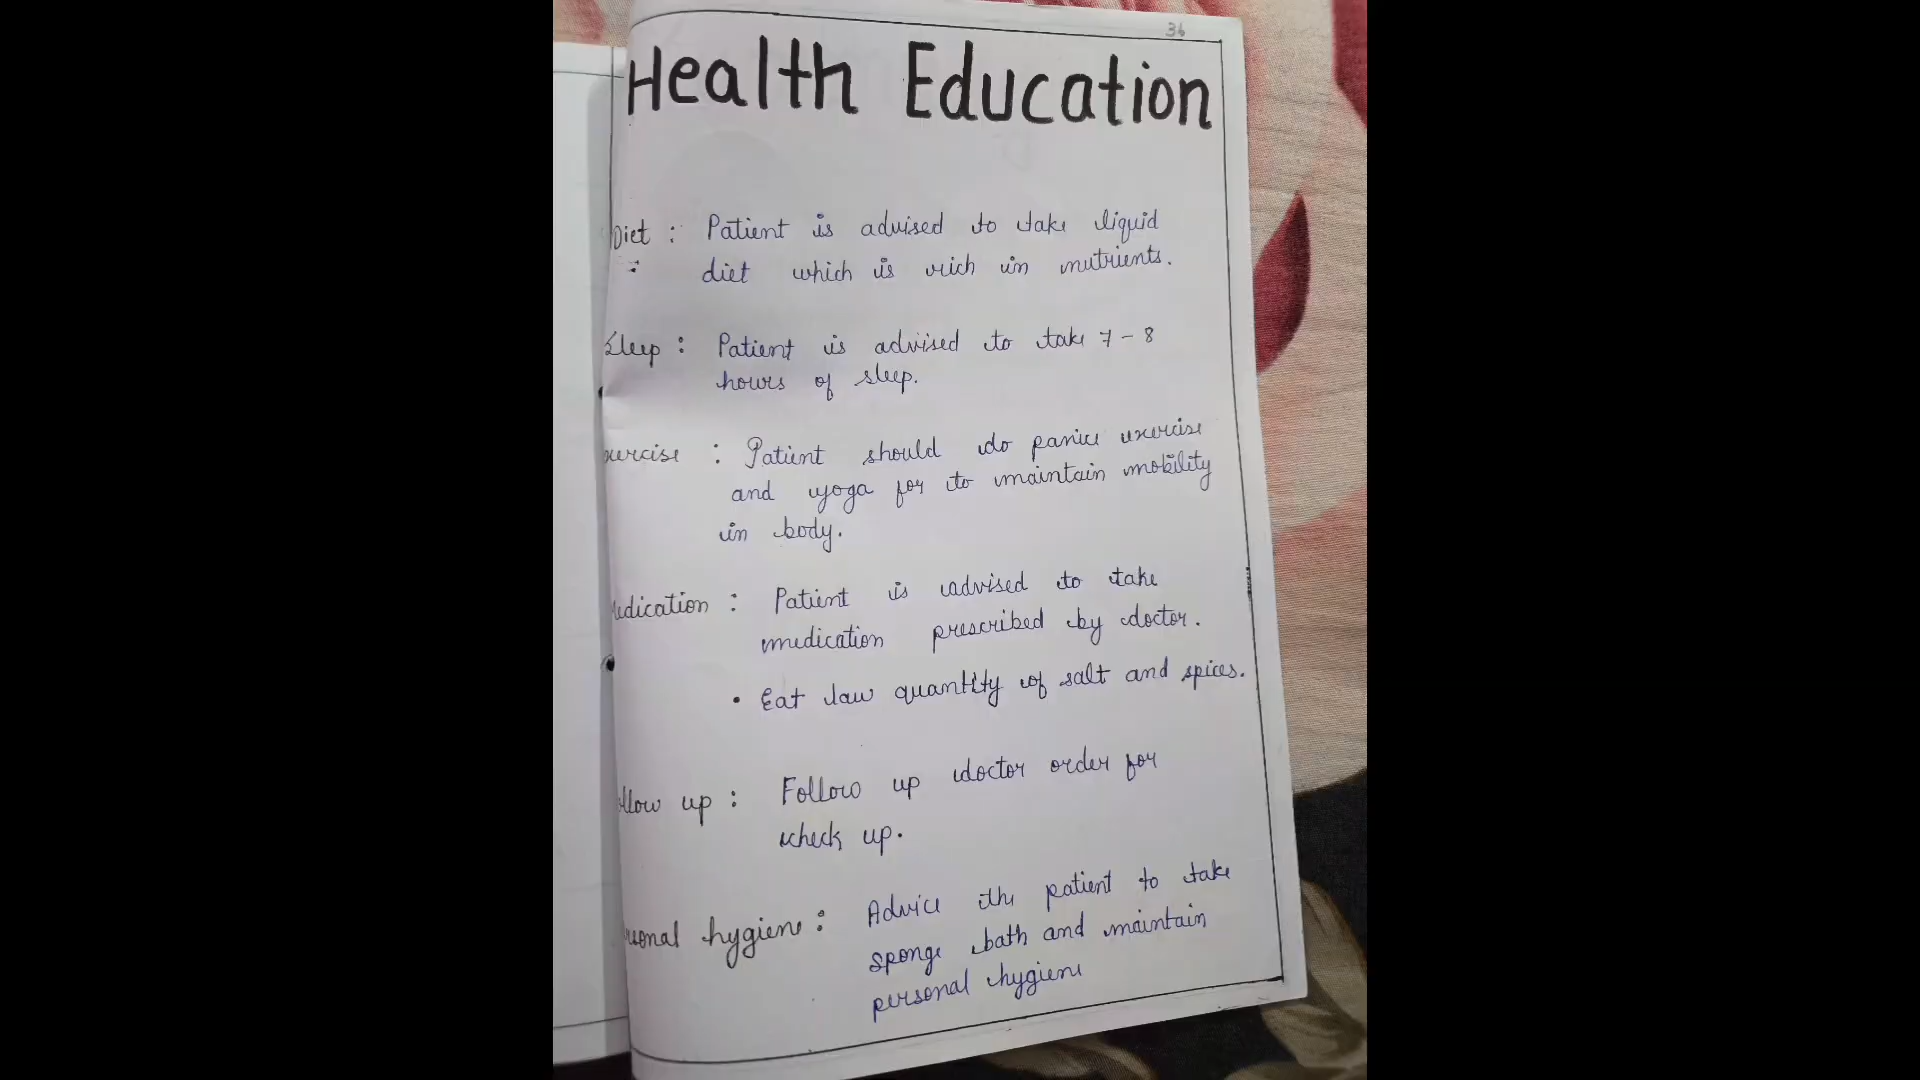 36
Health Education
Diet : Patient is advised to take liquid
diet which is rich in nutrients.
Sleep : Patient is advised to take 7 - 8
hours of sleep.
xercise : Patient should do panic exercise
and yoga for to maintain mobility
in body.
edication : Patient is advised to take
medication prescribed by doctor.
• Eat law quantity of salt and spices.
ollow up : Follow up doctor order for
check up.
rsonal hygiene : Advice the patient to take
sponge bath and maintain
personal hygiene